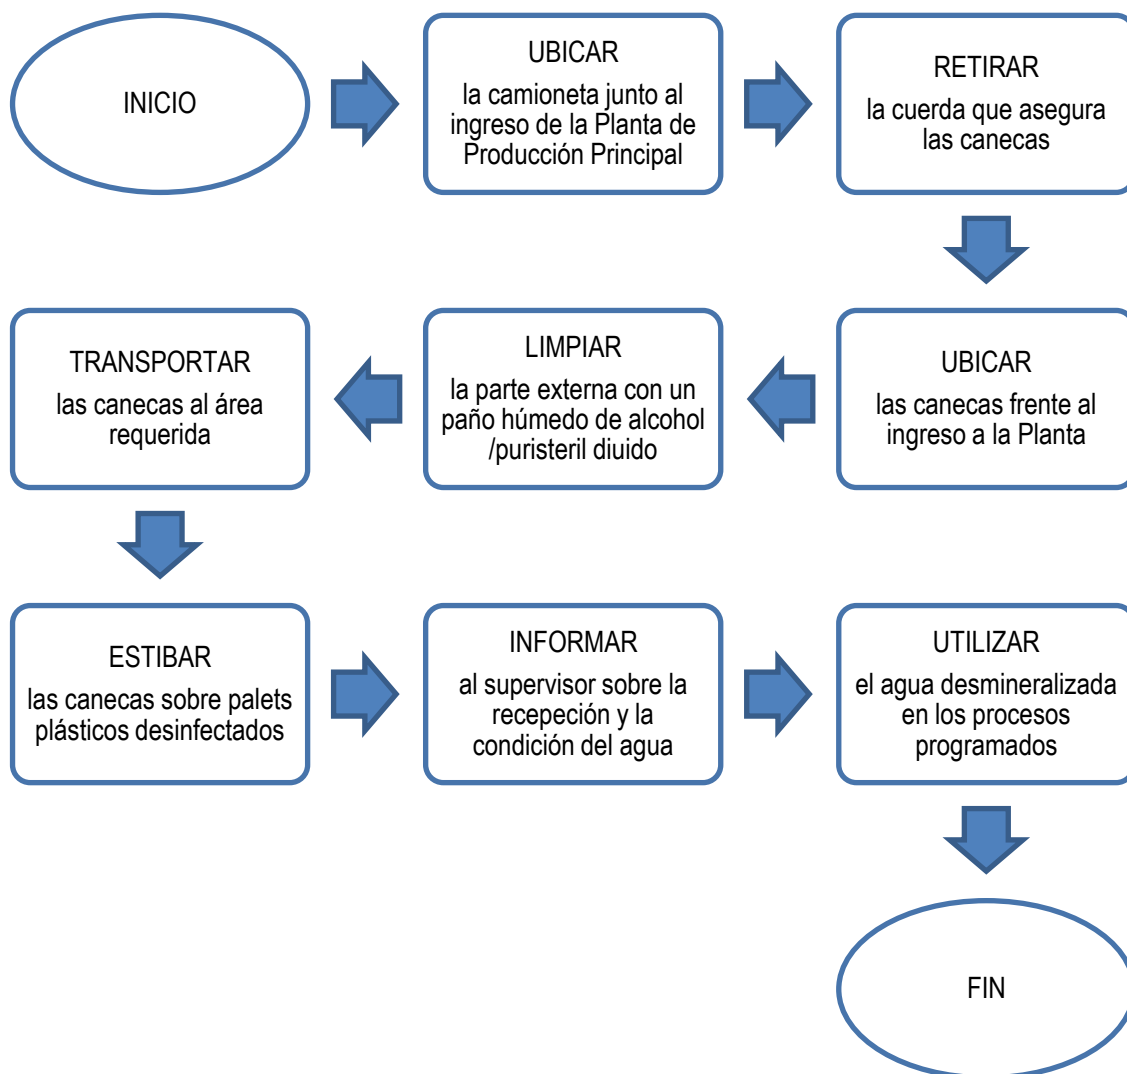 INICIO
UBICAR
la camioneta junto al
ingreso de la Planta de
Producción Principal
RETIRAR
la cuerda que asegura
las canecas
UBICAR
las canecas frente al
ingreso a la Planta
LIMPIAR
la parte externa con un
paño húmedo de alcohol
/puristeril diuido
TRANSPORTAR
las canecas al área
requerida
ESTIBAR
las canecas sobre palets
plásticos desinfectados
INFORMAR
al supervisor sobre la
recepeción y la
condición del agua
UTILIZAR
el agua desmineralizada
en los procesos
programados
FIN